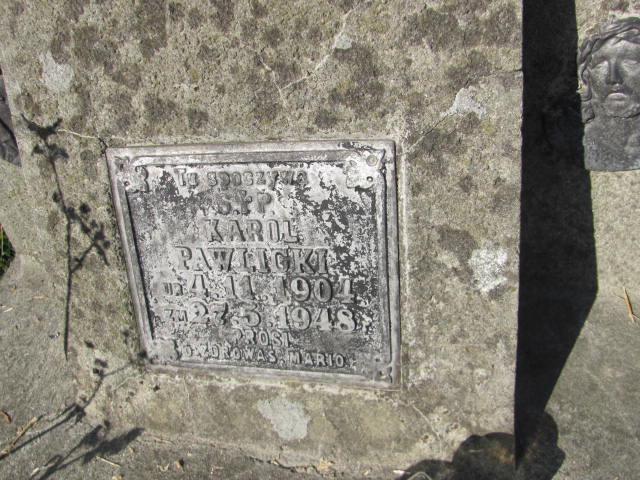 TU SPOCZYWA
Ś.†P.
KAROL
PAWLICKI
UR. 4.11.1904
ZM 27.5.1948
PROSI
O ZDROWAŚ MARIO